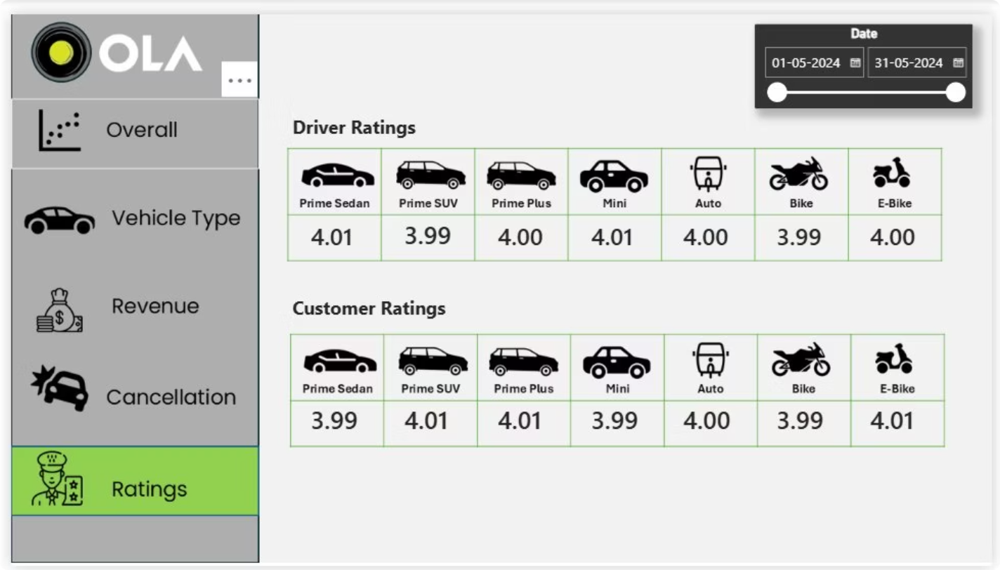 OLA
...
Overall
Vehicle Type
Revenue
$
Cancellation
Ratings
Date
01-05-2024 31-05-2024
Driver Ratings
Prime Sedan Prime SUV Prime Plus Mini Auto Bike E-Bike
4.01 3.99 4.00 4.01 4.00 3.99 4.00
Customer Ratings
Prime Sedan Prime SUV Prime Plus Mini Auto Bike E-Bike
3.99 4.01 4.01 3.99 4.00 3.99 4.01